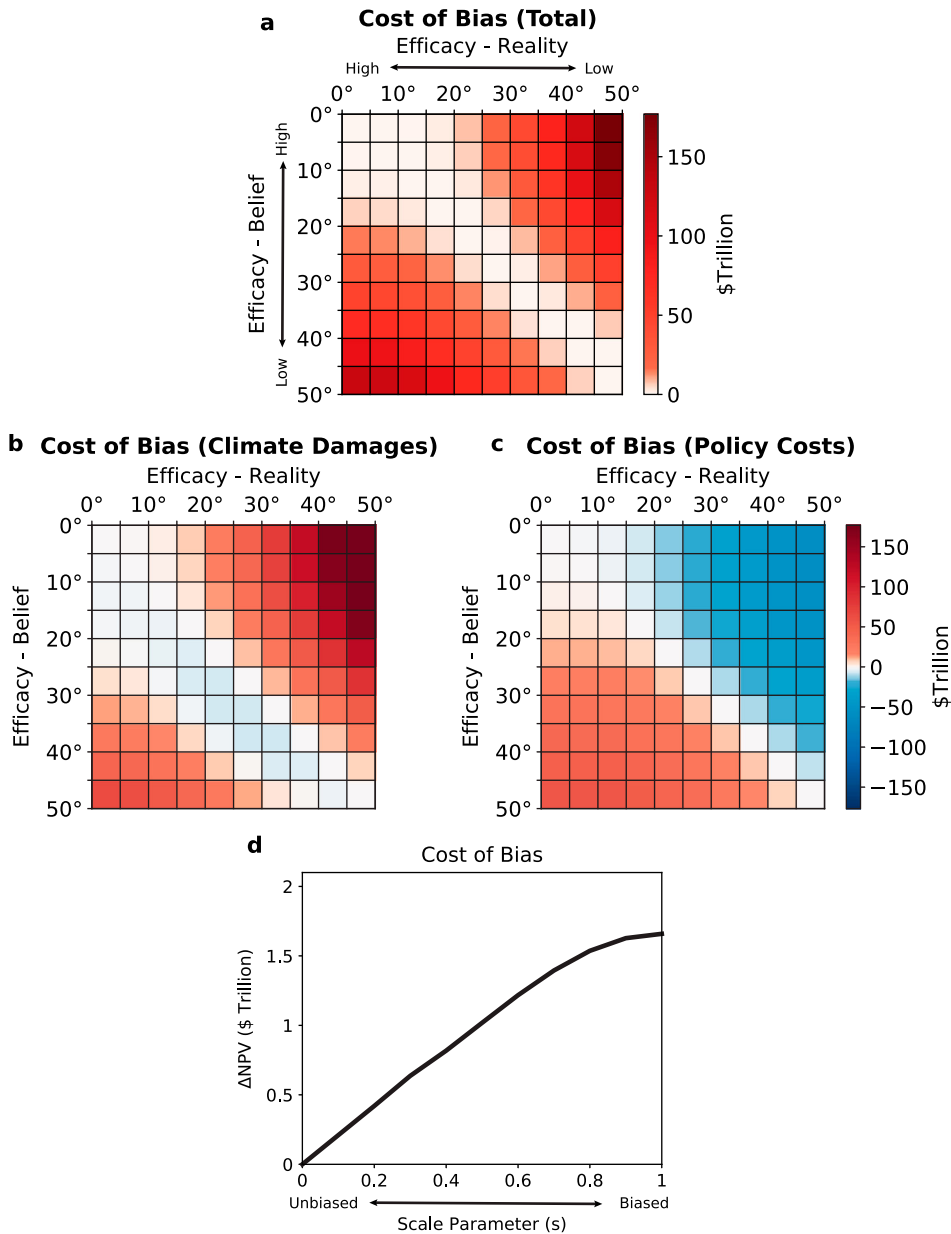 a
Cost of Bias (Total)
Efficacy - Reality
High Low
0° 10° 20° 30° 40° 50°
Efficacy - Belief
High
Low
0°
10°
20°
30°
40°
50°
150
100
50
0
$Trillion
b Cost of Bias (Climate Damages)
Efficacy - Reality
0° 10° 20° 30° 40° 50°
Efficacy - Belief
0°
10°
20°
30°
40°
50°
c Cost of Bias (Policy Costs)
Efficacy - Reality
0° 10° 20° 30° 40° 50°
Efficacy - Belief
0°
10°
20°
30°
40°
50°
150
100
50
0
−50
−100
−150
$Trillion
d
Cost of Bias
ΔNPV ($ Trillion)
2
1.5
1
0.5
0
0 0.2 0.4 0.6 0.8 1
Unbiased Biased
Scale Parameter (s)